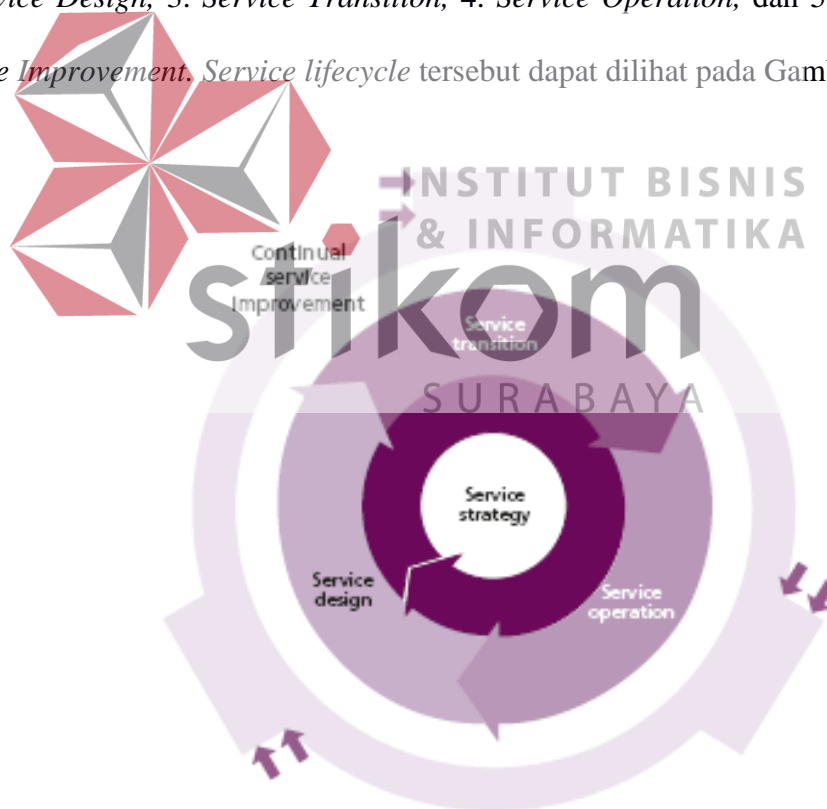 vice Design, 3. Service Transition, 4. Service Operation, dan 5
e Improvement. Service lifecycle tersebut dapat dilihat pada Gam
INSTITUT BISNIS
& INFORMATIKA
stikom
SURABAYA
Continual
service
improvement
Service
transition
Service
strategy
Service
design
Service
operation